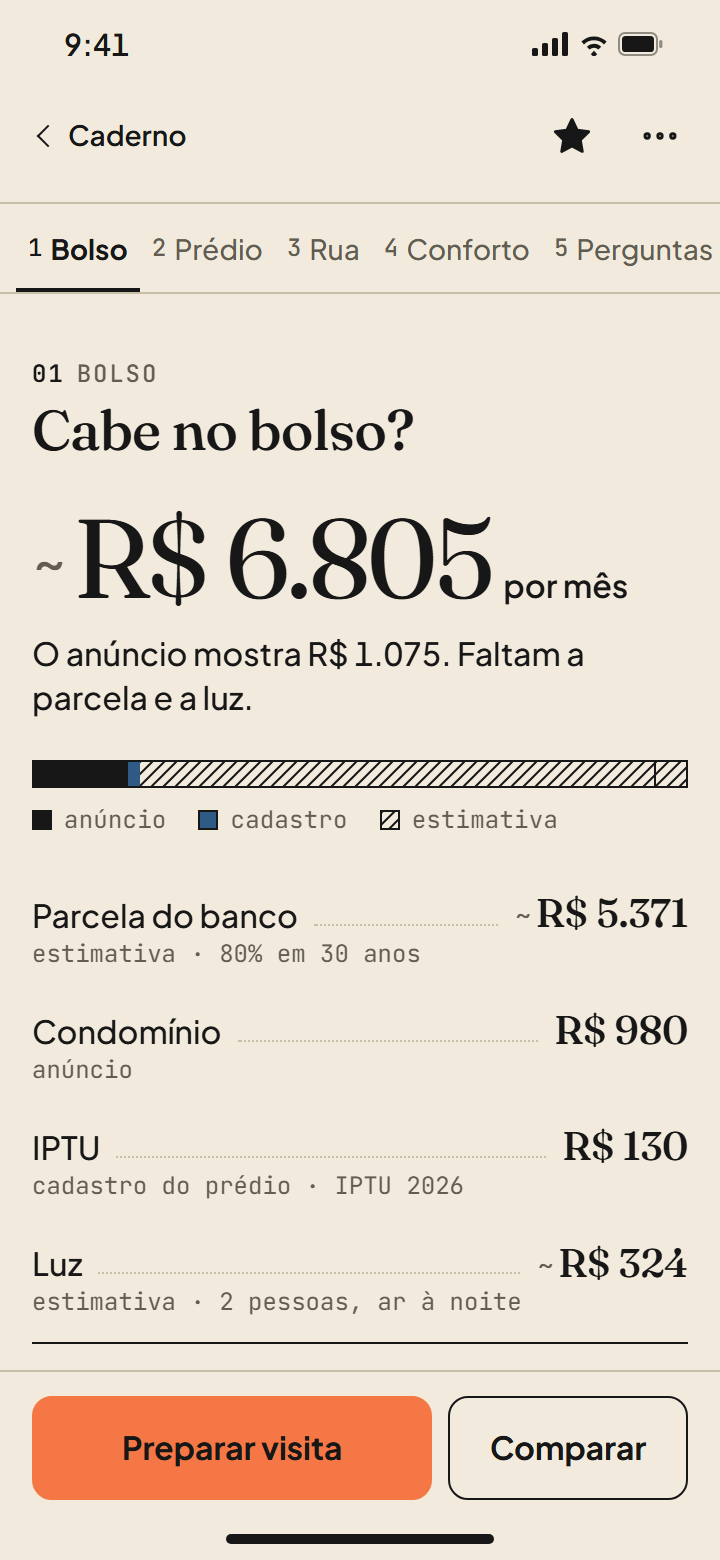 9:41
Caderno
1 Bolso 2 Prédio 3 Rua 4 Conforto 5 Perguntas
01 BOLSO
Cabe no bolso?
~R$ 6.805 por mês
O anúncio mostra R$ 1.075. Faltam a
parcela e a luz.
anúncio cadastro estimativa
Parcela do banco ~R$ 5.371
estimativa · 80% em 30 anos
Condomínio R$ 980
anúncio
IPTU R$ 130
cadastro do prédio · IPTU 2026
Luz ~R$ 324
estimativa · 2 pessoas, ar à noite
Preparar visita Comparar